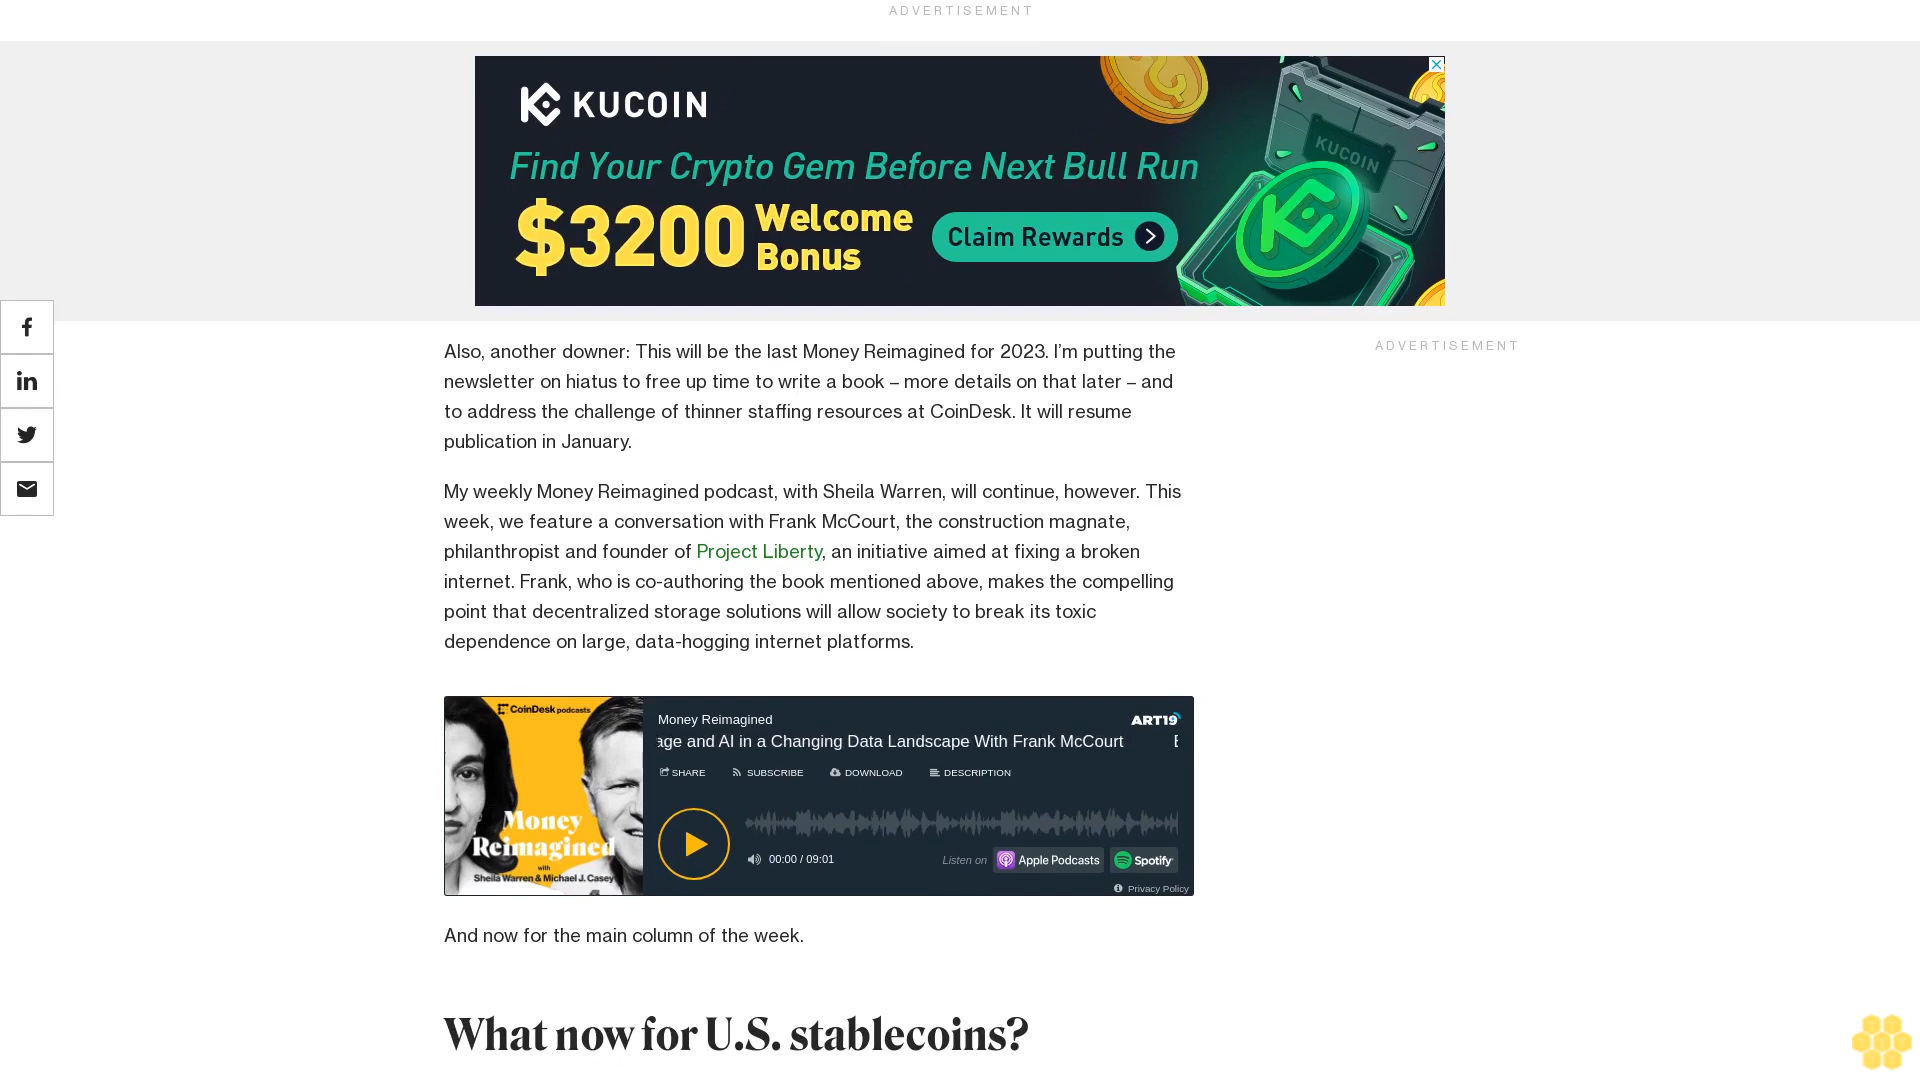 ADVERTISEMENT
KUCOIN
Find Your Crypto Gem Before Next Bull Run
$3200 Welcome Bonus
Claim Rewards
KUCOIN
Also, another downer: This will be the last Money Reimagined for 2023. I’m putting the
newsletter on hiatus to free up time to write a book – more details on that later – and
to address the challenge of thinner staffing resources at CoinDesk. It will resume
publication in January.
ADVERTISEMENT
My weekly Money Reimagined podcast, with Sheila Warren, will continue, however. This
week, we feature a conversation with Frank McCourt, the construction magnate,
philanthropist and founder of Project Liberty, an initiative aimed at fixing a broken
internet. Frank, who is co-authoring the book mentioned above, makes the compelling
point that decentralized storage solutions will allow society to break its toxic
dependence on large, data-hogging internet platforms.
CoinDesk podcasts
Money
Reimagined
with
Sheila Warren & Michael J. Casey
Money Reimagined
ART19
age and AI in a Changing Data Landscape With Frank McCourt
SHARE SUBSCRIBE DOWNLOAD DESCRIPTION
00:00 / 09:01
Listen on Apple Podcasts Spotify
Privacy Policy
And now for the main column of the week.
What now for U.S. stablecoins?